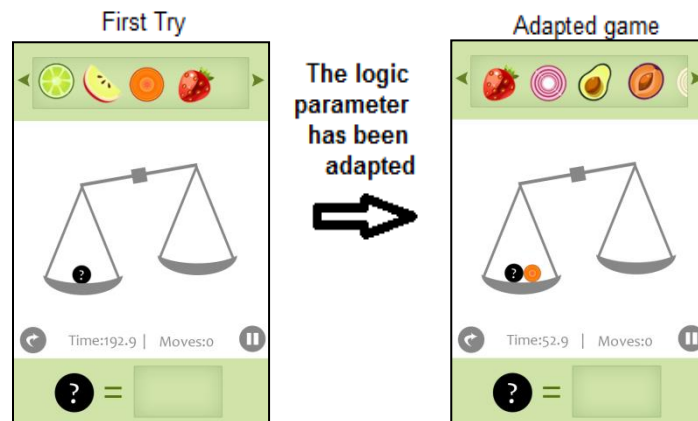 First Try
Adapted game
The logic
parameter
has been
adapted
?
Time:192.9 | Moves:0
? =
?
Time:52.9 | Moves:0
? =